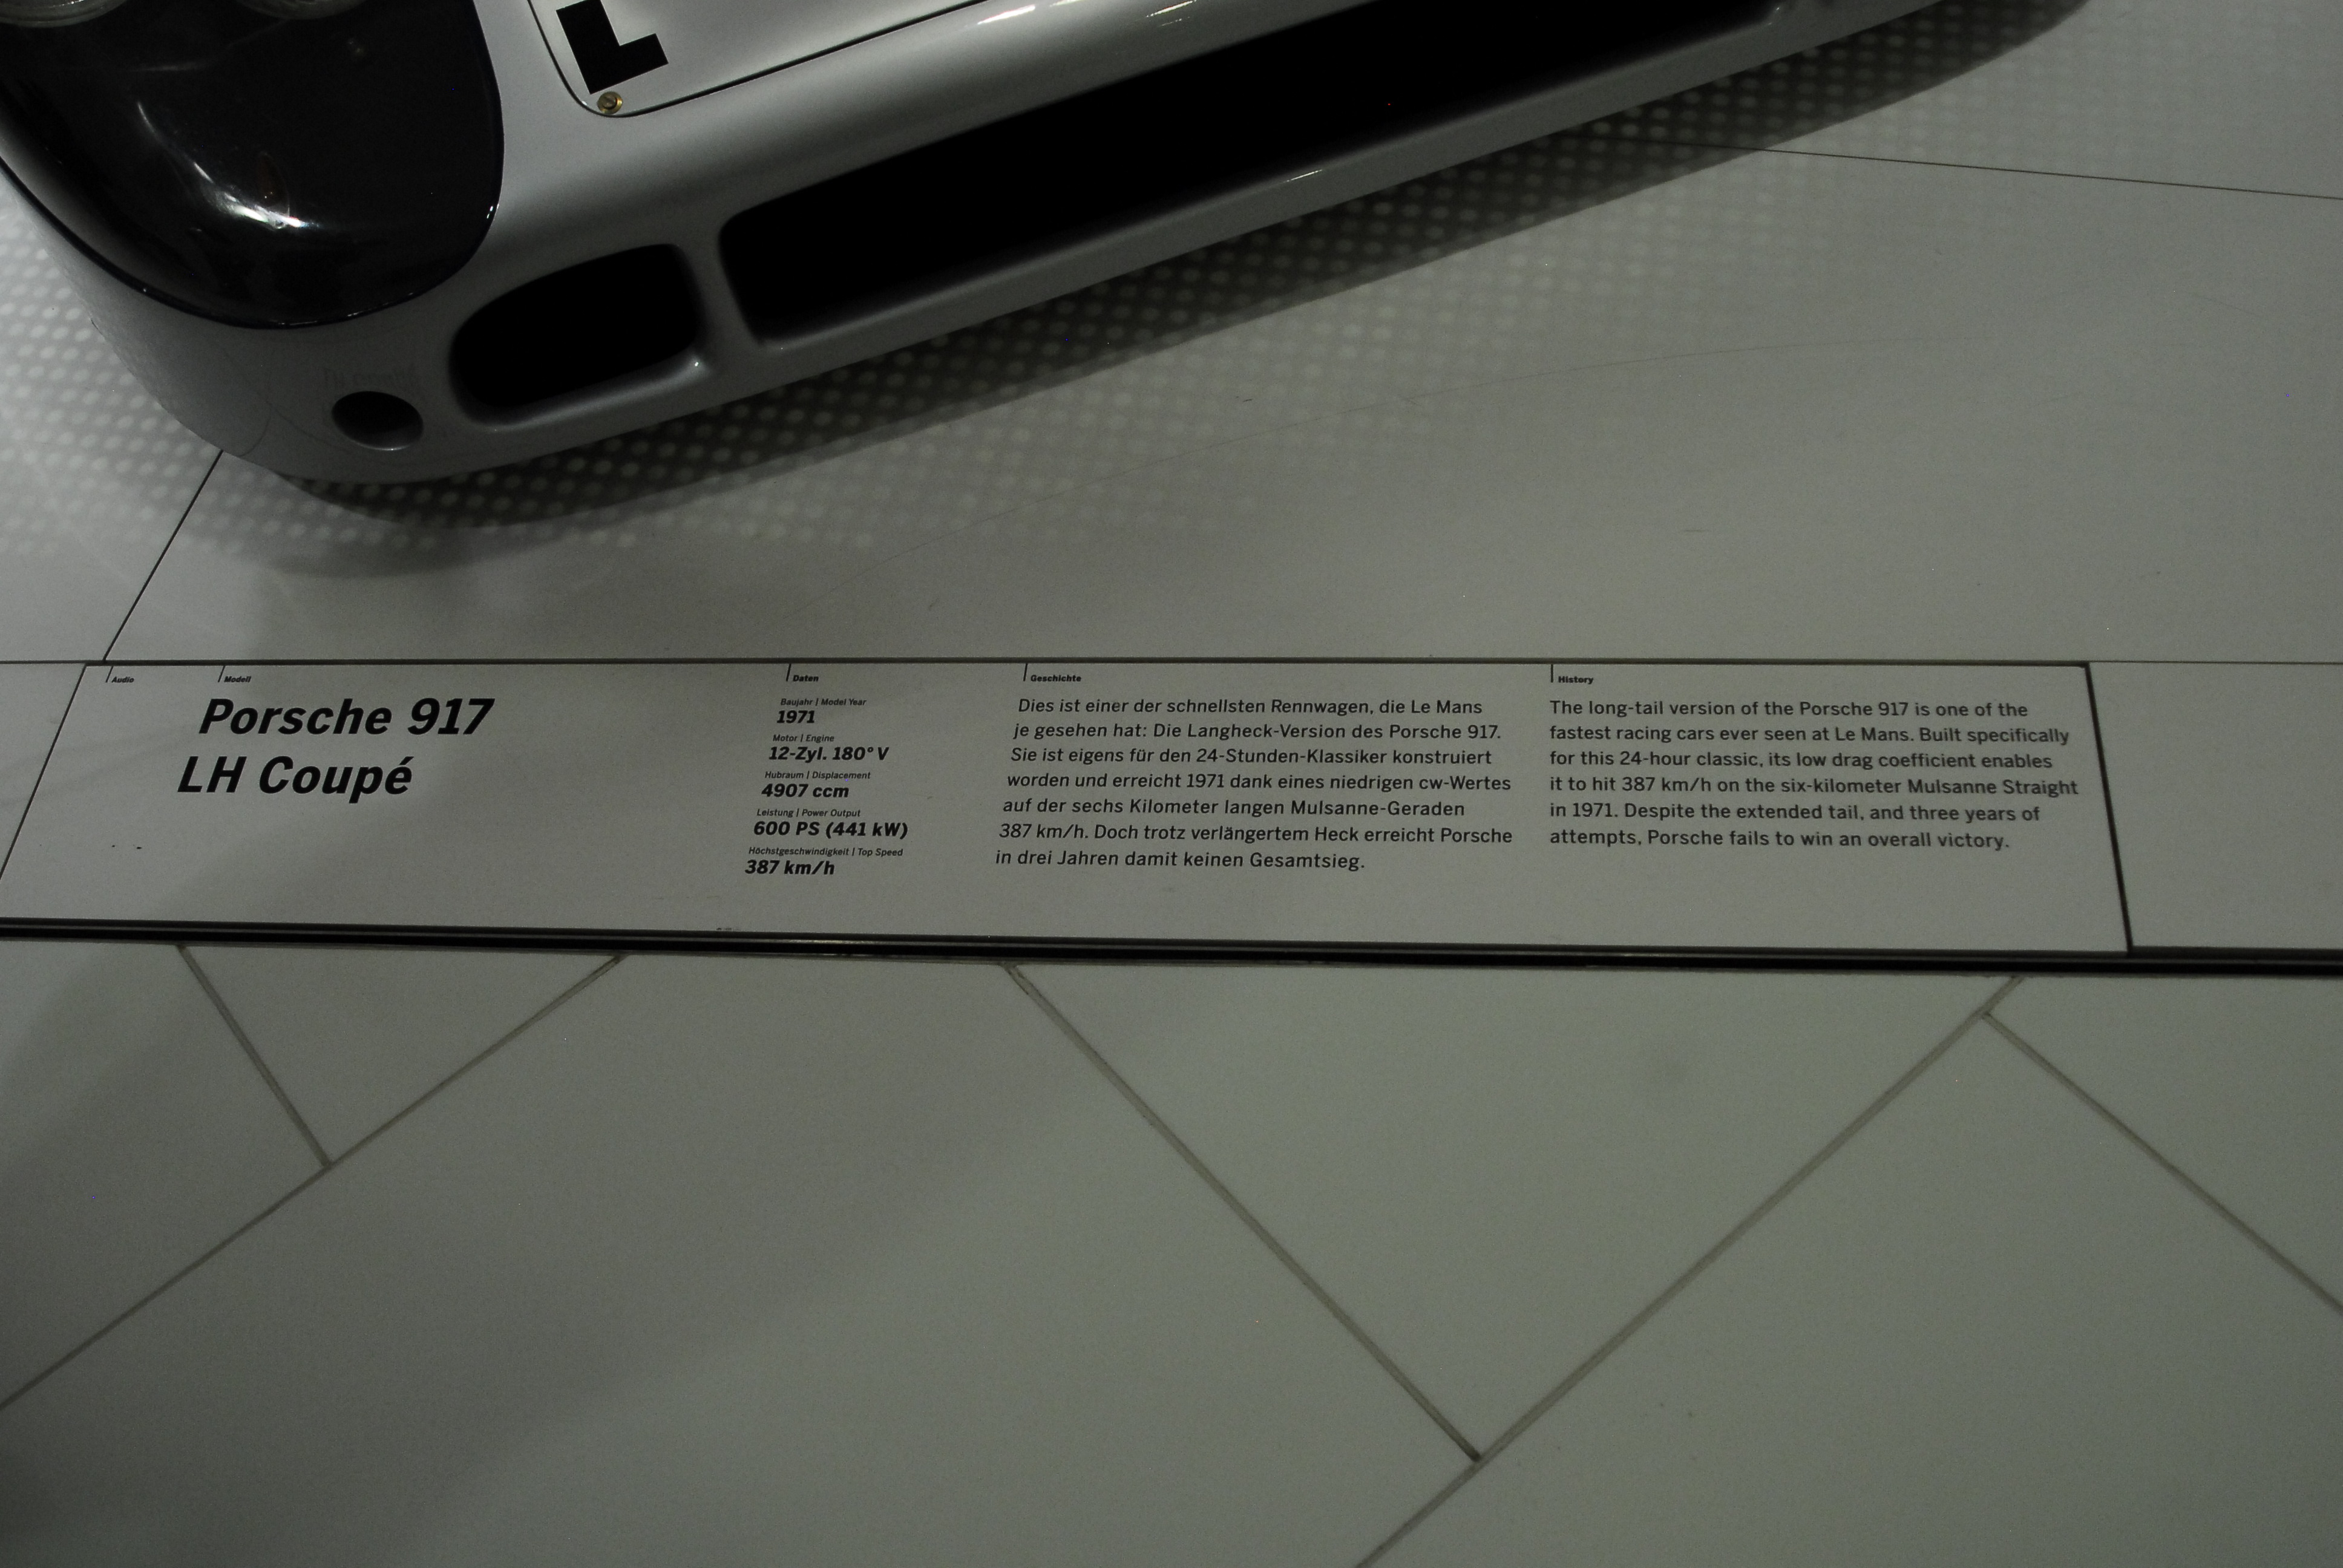 L
Audio
Modell
Porsche 917
LH Coupé
Daten
Baujahr | Model Year
1971
Motor | Engine
12-Zyl. 180° V
Hubraum | Displacement
4907 ccm
Leistung | Power Output
600 PS (441 kW)
Höchstgeschwindigkeit | Top Speed
387 km/h
Geschichte
Dies ist einer der schnellsten Rennwagen, die Le Mans
je gesehen hat: Die Langheck-Version des Porsche 917.
Sie ist eigens für den 24-Stunden-Klassiker konstruiert
worden und erreicht 1971 dank eines niedrigen cw-Wertes
auf der sechs Kilometer langen Mulsanne-Geraden
387 km/h. Doch trotz verlängertem Heck erreicht Porsche
in drei Jahren damit keinen Gesamtsieg.
History
The long-tail version of the Porsche 917 is one of the
fastest racing cars ever seen at Le Mans. Built specifically
for this 24-hour classic, its low drag coefficient enables
it to hit 387 km/h on the six-kilometer Mulsanne Straight
in 1971. Despite the extended tail, and three years of
attempts, Porsche fails to win an overall victory.